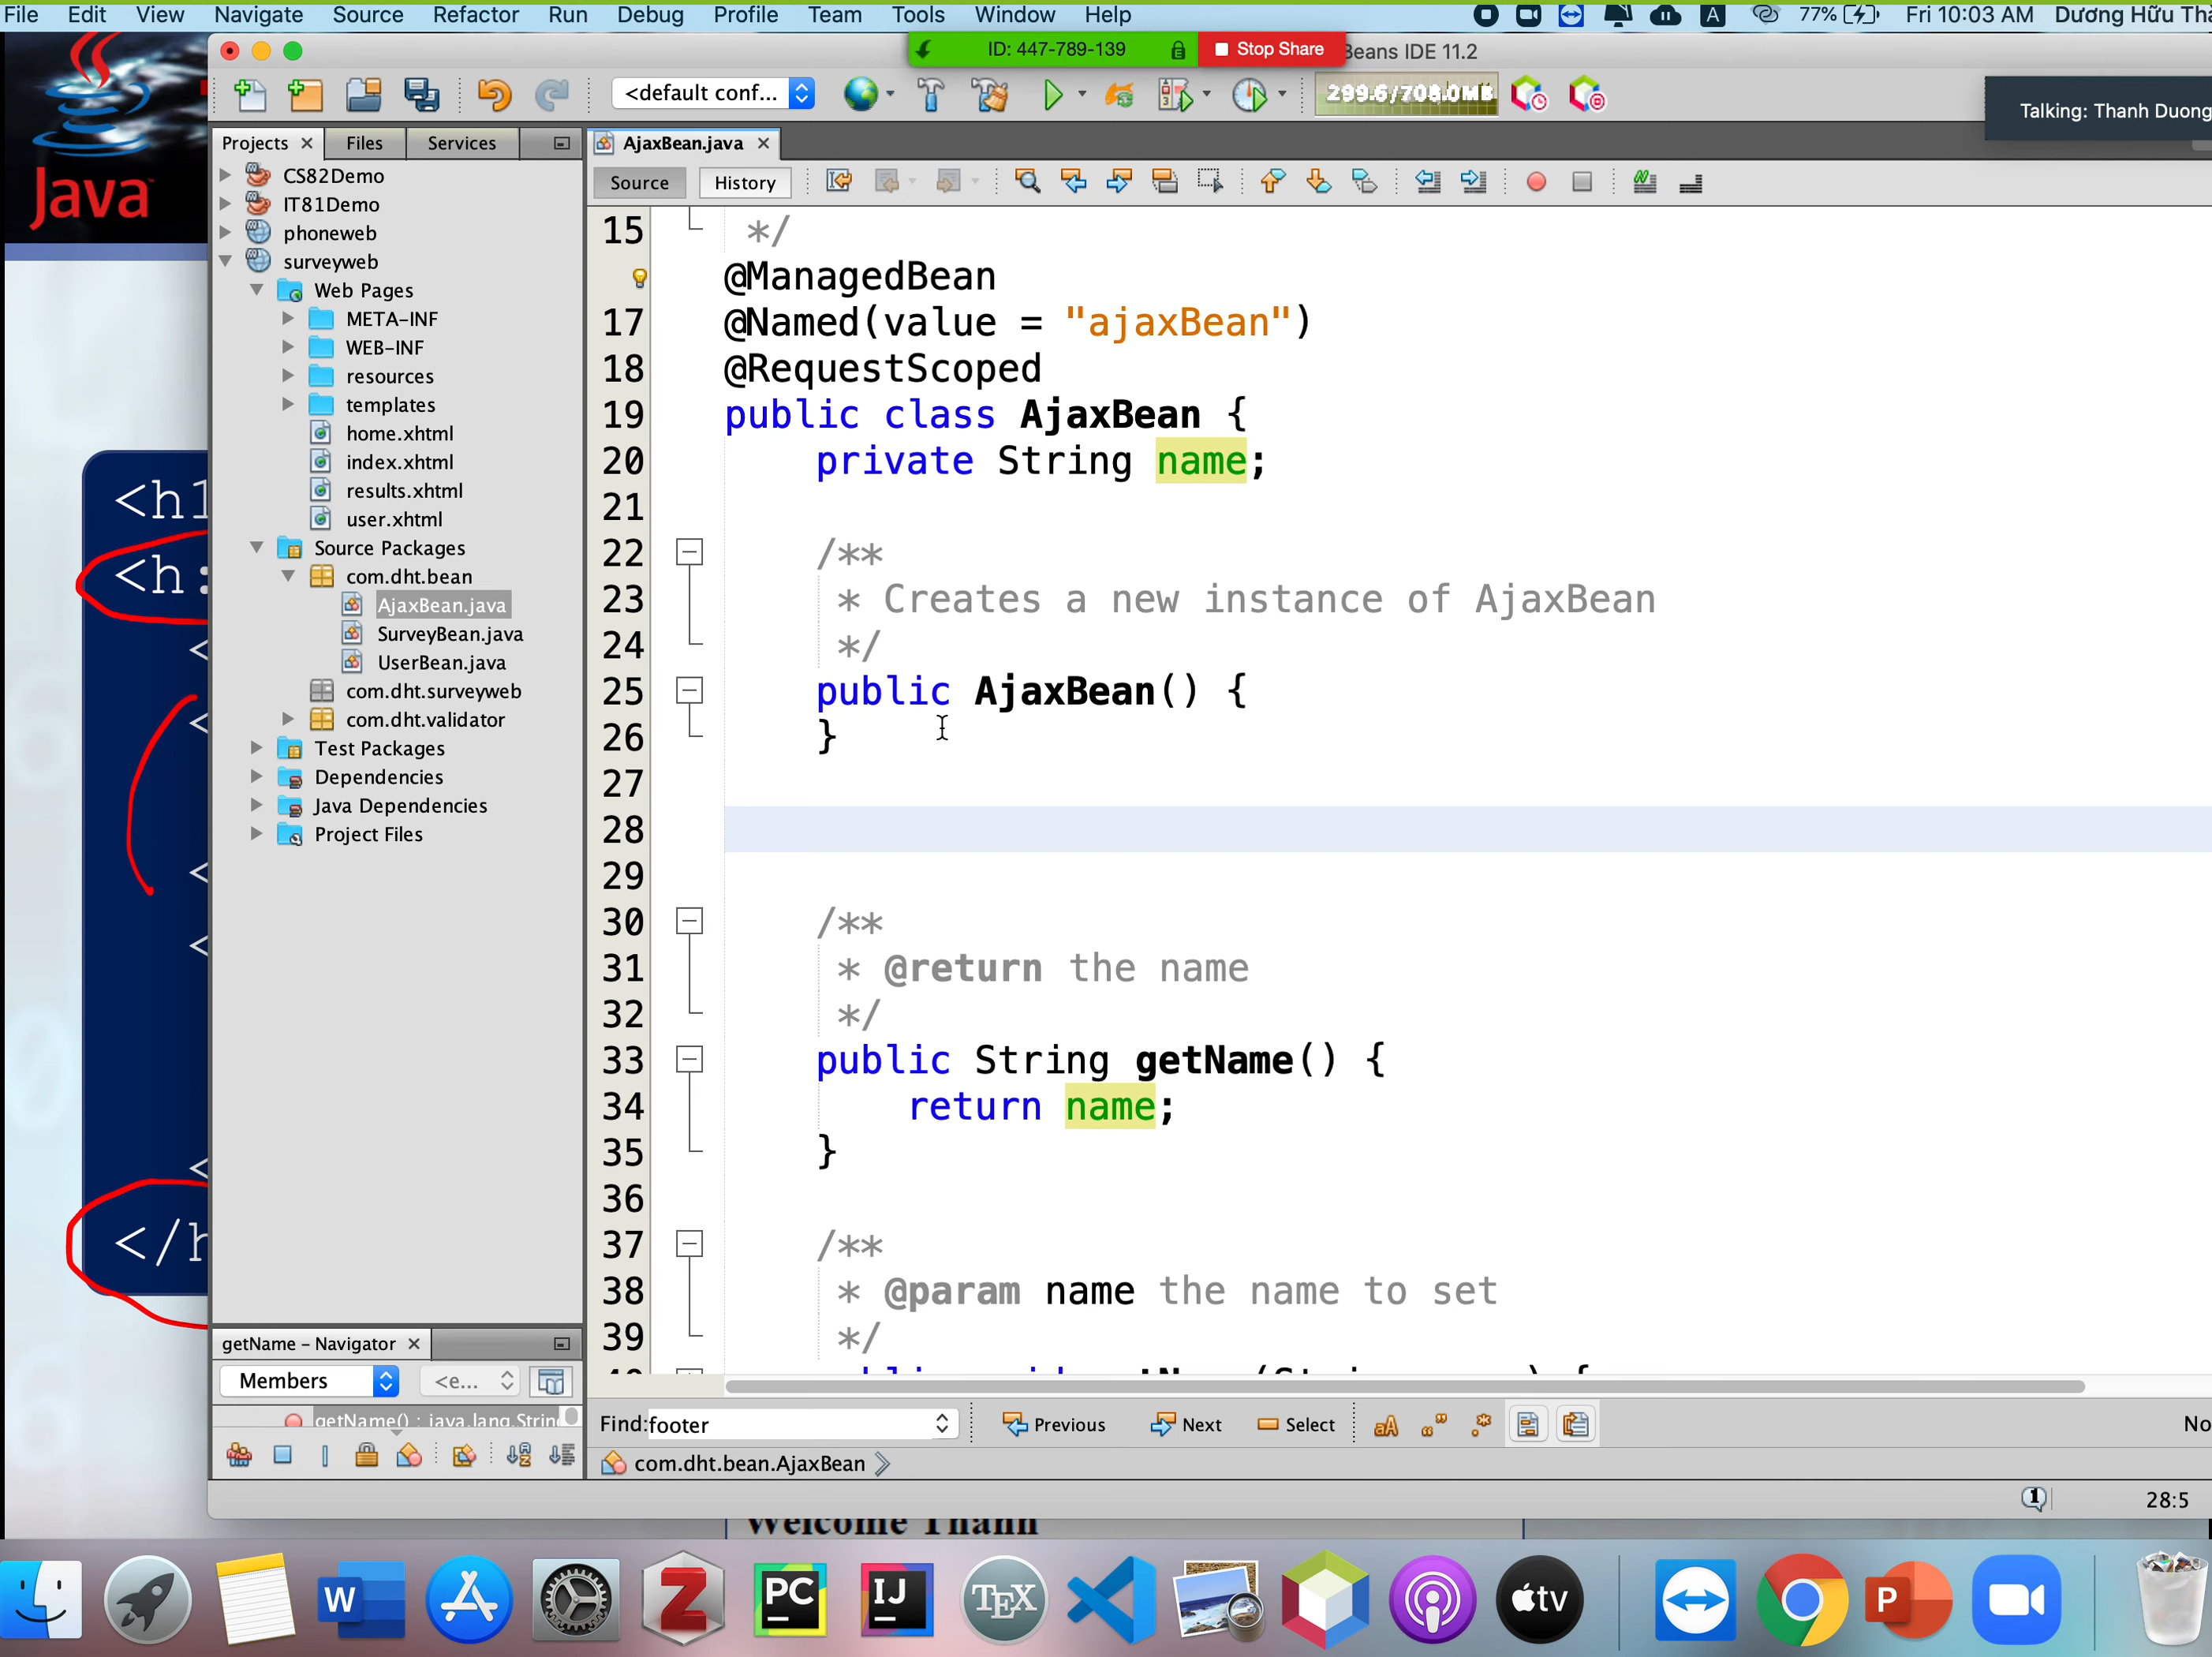 File Edit View Navigate Source Refactor Run Debug Profile Team Tools Window Help
A 77% Fri 10:03 AM Dương Hữu
ID: 447-789-139 Stop Share Beans IDE 11.2
<default conf... 299.6/708.0MB
Talking: Thanh Duong
Java
Projects Files Services
AjaxBean.java
Source History
CS82Demo
IT81Demo
phoneweb
surveyweb
Web Pages
META-INF
WEB-INF
resources
templates
home.xhtml
index.xhtml
results.xhtml
user.xhtml
Source Packages
com.dht.bean
AjaxBean.java
SurveyBean.java
UserBean.java
com.dht.surveyweb
com.dht.validator
Test Packages
Dependencies
Java Dependencies
Project Files
<h1
<h:
<
<
<
<
<
</h
15 */
@ManagedBean
17 @Named(value = "ajaxBean")
18 @RequestScoped
19 public class AjaxBean {
20 private String name;
21
22 /**
23 * Creates a new instance of AjaxBean
24 */
25 public AjaxBean() {
26 }
27
28
29
30 /**
31 * @return the name
32 */
33 public String getName() {
34 return name;
35 }
36
37 /**
38 * @param name the name to set
39 */
getName - Navigator
Members <e...
getName() : java.lang.String
Find: footer Previous Next Select No
com.dht.bean.AjaxBean
1 28:5
Welcome Thanh
W Z PC IJ TEX tv P